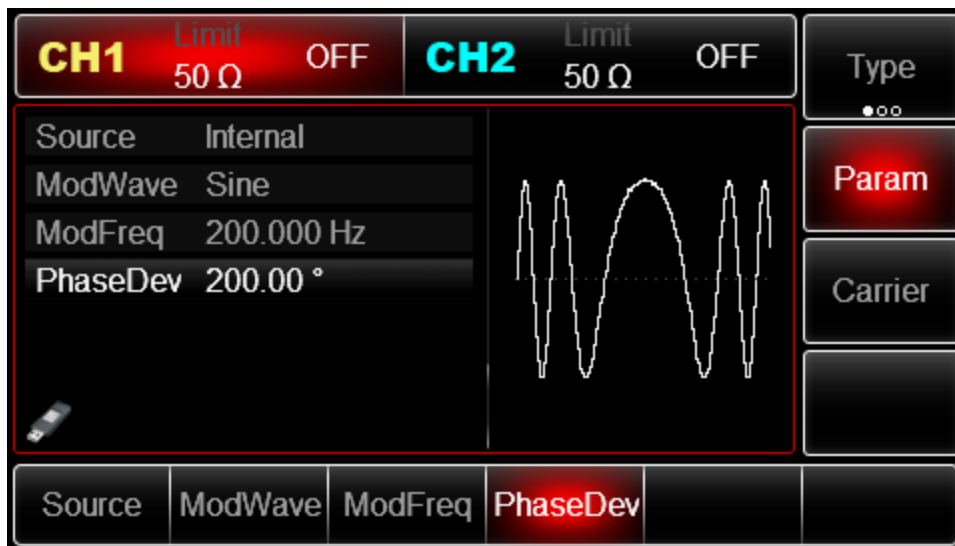 CH1 Limit 50 Ω OFF
CH2 Limit 50 Ω OFF
Type
Source Internal
ModWave Sine
ModFreq 200.000 Hz
PhaseDev 200.00 °
Param
Carrier
Source ModWave ModFreq PhaseDev